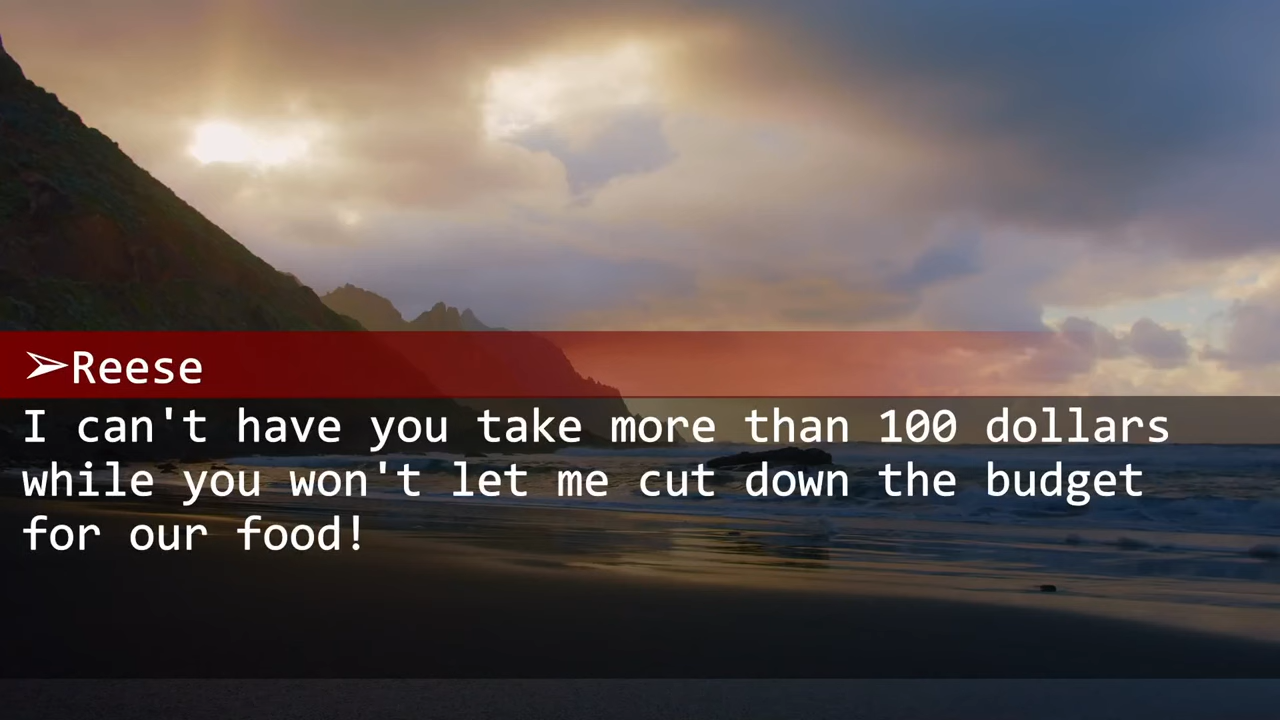 ➢Reese
I can't have you take more than 100 dollars
while you won't let me cut down the budget
for our food!